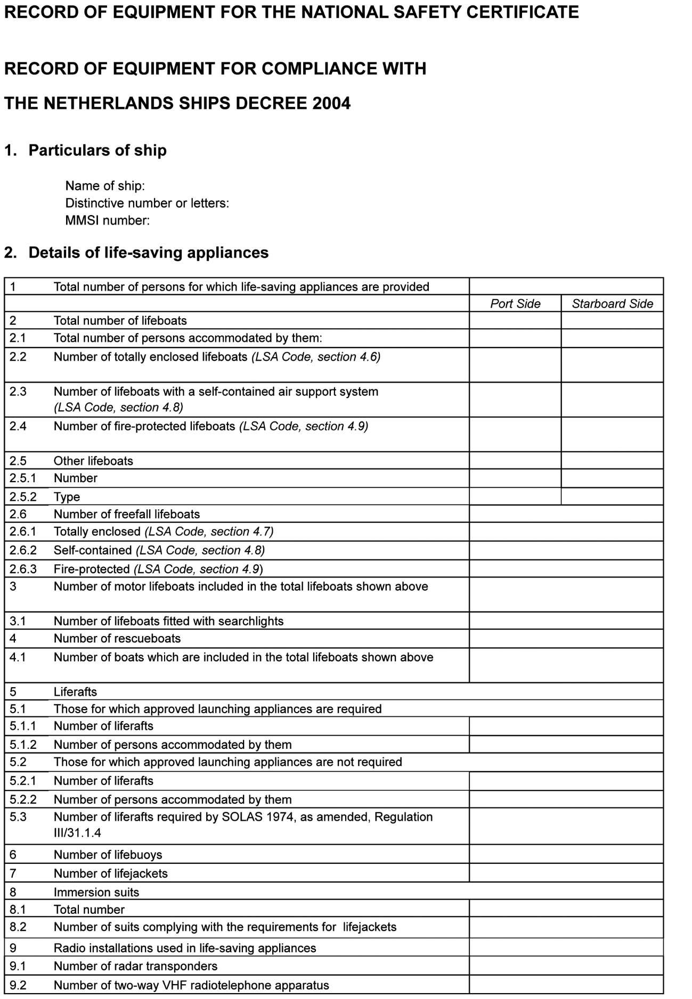 RECORD OF EQUIPMENT FOR THE NATIONAL SAFETY CERTIFICATE
RECORD OF EQUIPMENT FOR COMPLIANCE WITH
THE NETHERLANDS SHIPS DECREE 2004
1. Particulars of ship
Name of ship:
Distinctive number or letters:
MMSI number:
2. Details of life-saving appliances
1 Total number of persons for which life-saving appliances are provided
Port Side Starboard Side
2 Total number of lifeboats
2.1 Total number of persons accommodated by them:
2.2 Number of totally enclosed lifeboats (LSA Code, section 4.6)
2.3 Number of lifeboats with a self-contained air support system
(LSA Code, section 4.8)
2.4 Number of fire-protected lifeboats (LSA Code, section 4.9)
2.5 Other lifeboats
2.5.1 Number
2.5.2 Type
2.6 Number of freefall lifeboats
2.6.1 Totally enclosed (LSA Code, section 4.7)
2.6.2 Self-contained (LSA Code, section 4.8)
2.6.3 Fire-protected (LSA Code, section 4.9)
3 Number of motor lifeboats included in the total lifeboats shown above
3.1 Number of lifeboats fitted with searchlights
4 Number of rescueboats
4.1 Number of boats which are included in the total lifeboats shown above
5 Liferafts
5.1 Those for which approved launching appliances are required
5.1.1 Number of liferafts
5.1.2 Number of persons accommodated by them
5.2 Those for which approved launching appliances are not required
5.2.1 Number of liferafts
5.2.2 Number of persons accommodated by them
5.3 Number of liferafts required by SOLAS 1974, as amended, Regulation
III/31.1.4
6 Number of lifebuoys
7 Number of lifejackets
8 Immersion suits
8.1 Total number
8.2 Number of suits complying with the requirements for lifejackets
9 Radio installations used in life-saving appliances
9.1 Number of radar transponders
9.2 Number of two-way VHF radiotelephone apparatus